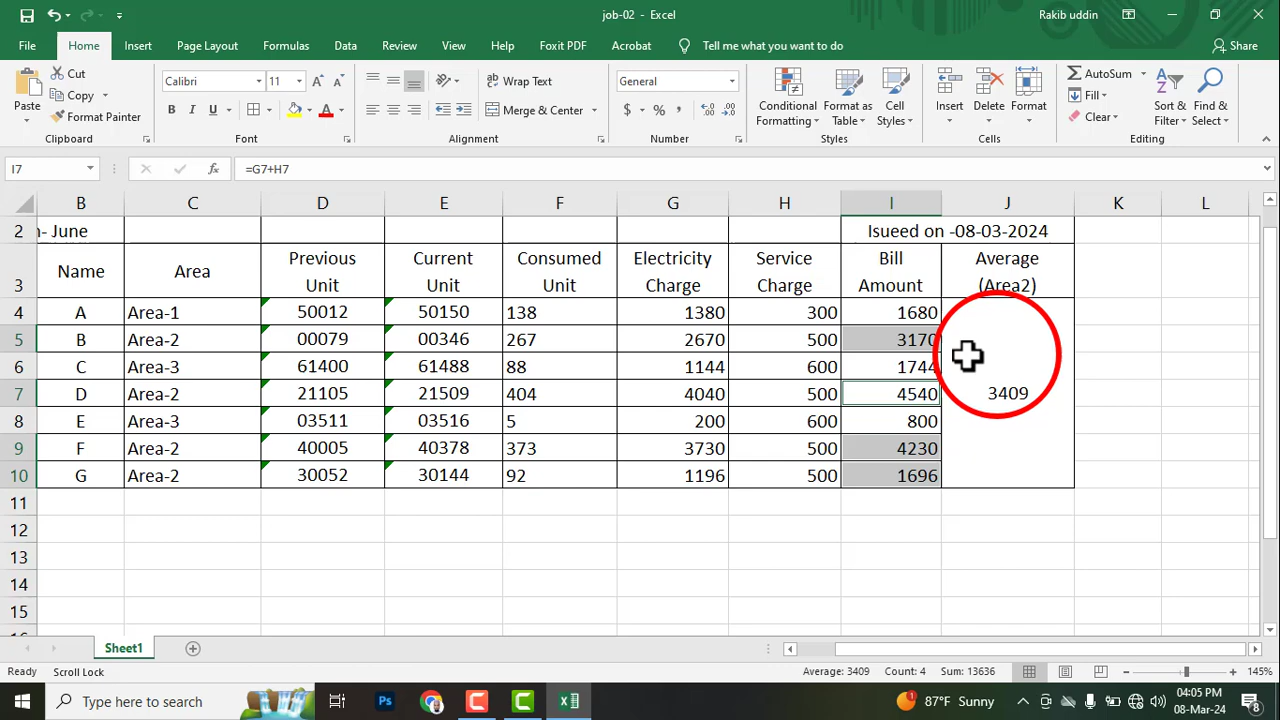 job-02 - Excel
Rakib uddin
File Home Insert Page Layout Formulas Data Review View Help Foxit PDF Acrobat Tell me what you want to do Share
Paste
Cut
Copy
Format Painter
Calibri 11
B I U
Wrap Text
Merge & Center
General
$ % ,
Conditional Formatting
Format as Table
Cell Styles
Insert Delete Format
AutoSum
Fill
Clear
Sort & Filter
Find & Select
Clipboard Font Alignment Number Styles Cells Editing
I7 fx =G7+H7
B C D E F G H I J K L
2 - June Isueed on -08-03-2024
3 Name Area Previous Unit Current Unit Consumed Unit Electricity Charge Service Charge Bill Amount Average (Area2)
4 A Area-1 50012 50150 138 1380 300 1680
5 B Area-2 00079 00346 267 2670 500 3170
6 C Area-3 61400 61488 88 1144 600 1744
7 D Area-2 21105 21509 404 4040 500 4540 3409
8 E Area-3 03511 03516 5 200 600 800
9 F Area-2 40005 40378 373 3730 500 4230
10 G Area-2 30052 30144 92 1196 500 1696
11
12
13
14
15
Sheet1
Ready Scroll Lock Average: 3409 Count: 4 Sum: 13636 145%
Type here to search Ps 1 87°F Sunny 04:05 PM
08-Mar-24 8